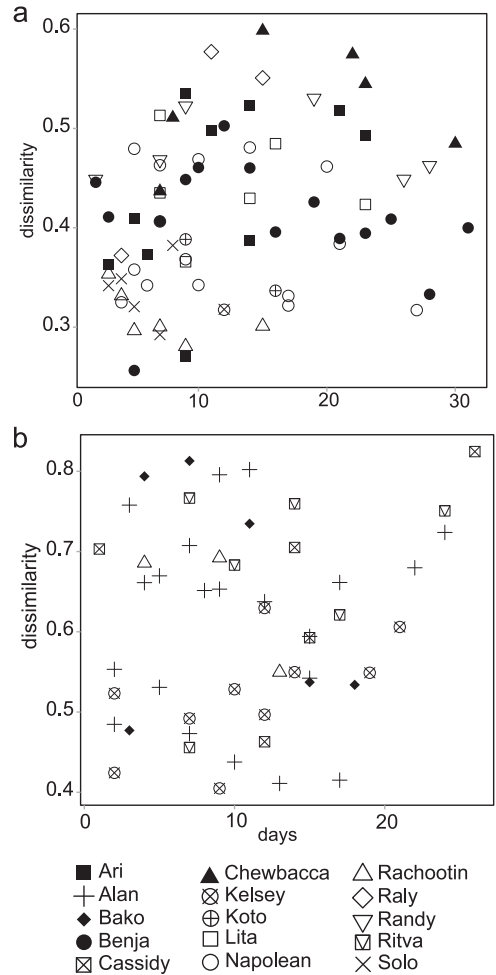 a
0.6
0.5
0.4
0.3
dissimilarity
0 10 20 30
b
0.8
0.7
0.6
0.5
0.4
dissimilarity
0 10 20
days
Ari Chewbacca Rachootin
Alan Kelsey Raly
Bako Koto Randy
Benja Lita Ritva
Cassidy Napolean Solo